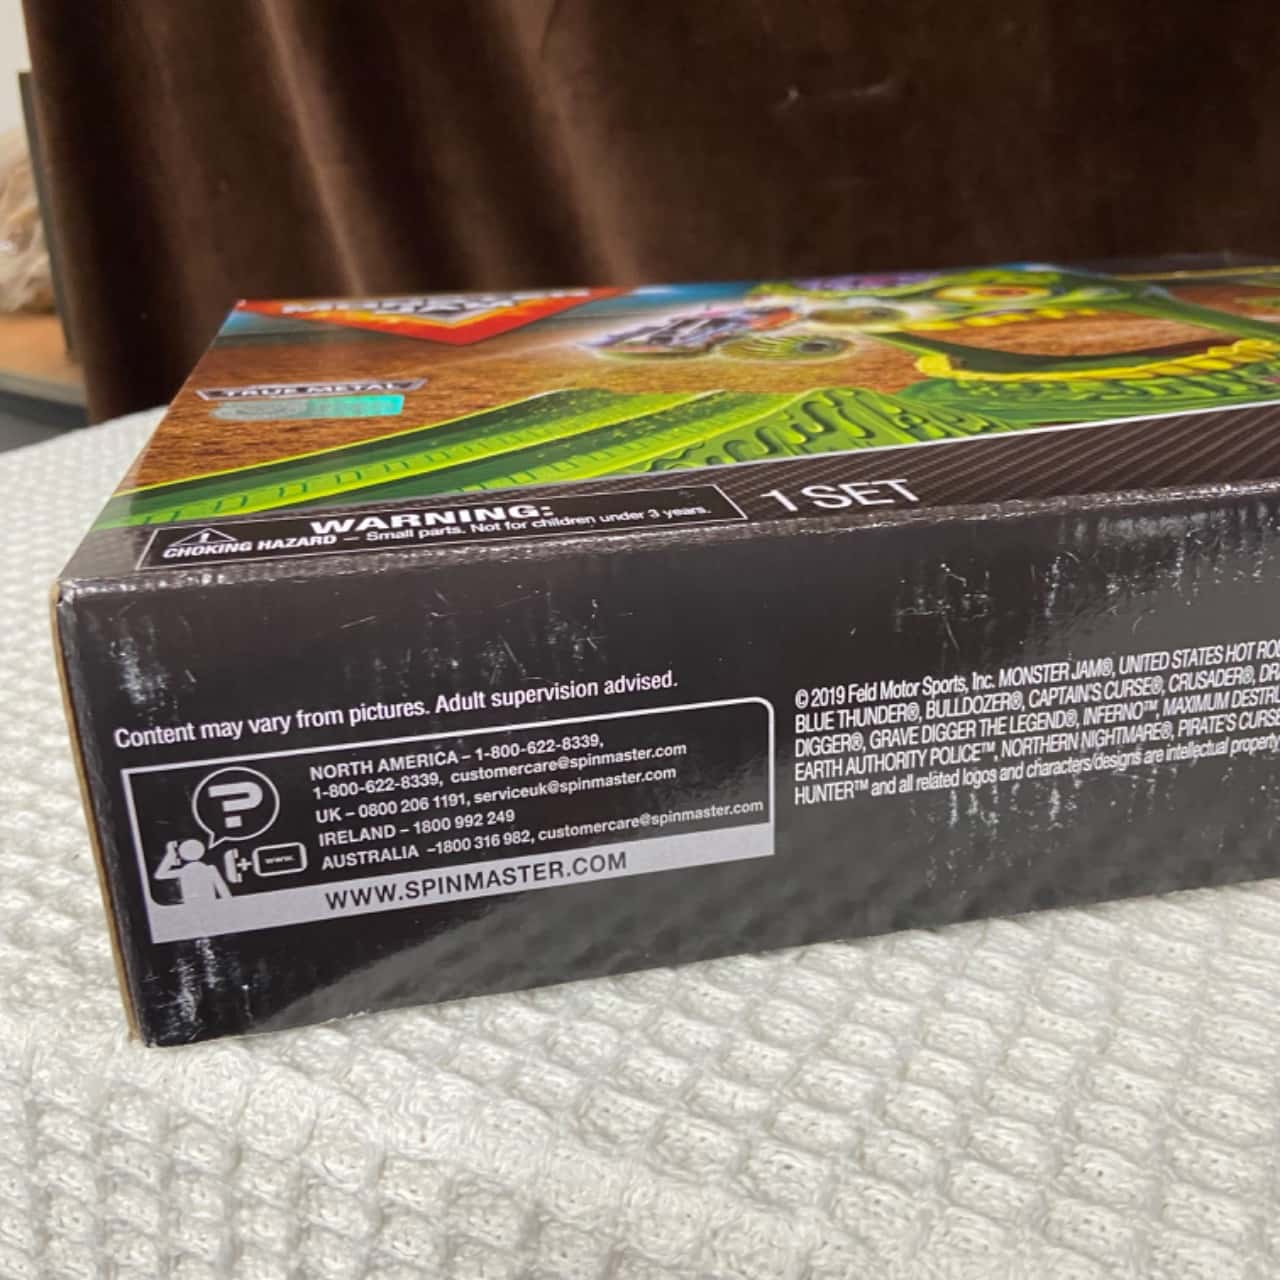 TRUE METAL
WARNING:
CHOKING HAZARD – Small parts. Not for children under 3 years.
1 SET
Content may vary from pictures. Adult supervision advised.
NORTH AMERICA – 1-800-622-8339,
1-800-622-8339, customercare@spinmaster.com
UK – 0800 206 1191, serviceuk@spinmaster.com
IRELAND – 1800 992 249
AUSTRALIA –1800 316 982, customercare@spinmaster.com
?
+ www.
WWW.SPINMASTER.COM
© 2019 Feld Motor Sports, Inc. MONSTER JAM®, UNITED STATES HOT
BLUE THUNDER®, BULLDOZER®, CAPTAIN'S CURSE®, CRUSADER®,
DIGGER®, GRAVE DIGGER THE LEGEND®, INFERNO™, MAXIMUM
EARTH AUTHORITY POLICE™, NORTHERN NIGHTMARE®, PIRATE'S
HUNTER™ and all related logos and characters/designs are intellectual property